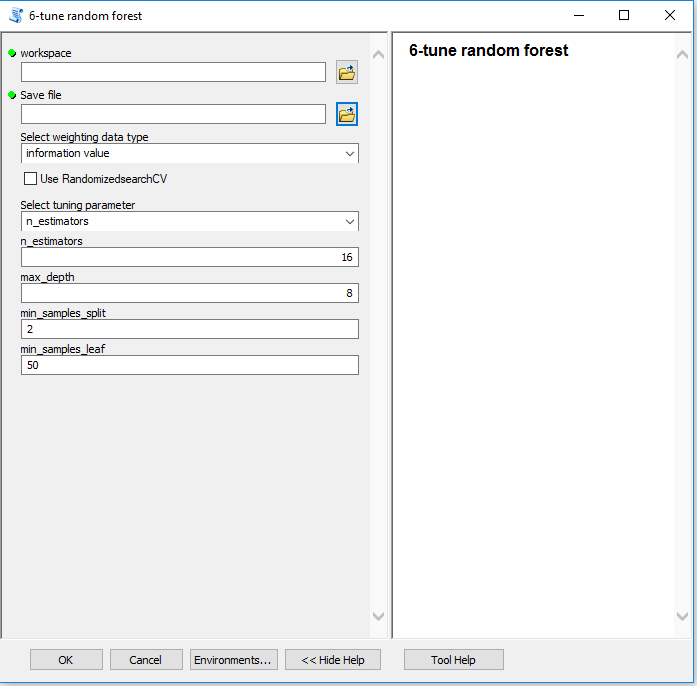 6-tune random forest
workspace
Save file
Select weighting data type
information value
Use RandomizedsearchCV
Select tuning parameter
n_estimators
n_estimators
16
max_depth
8
min_samples_split
2
min_samples_leaf
50
6-tune random forest
OK
Cancel
Environments...
<< Hide Help
Tool Help